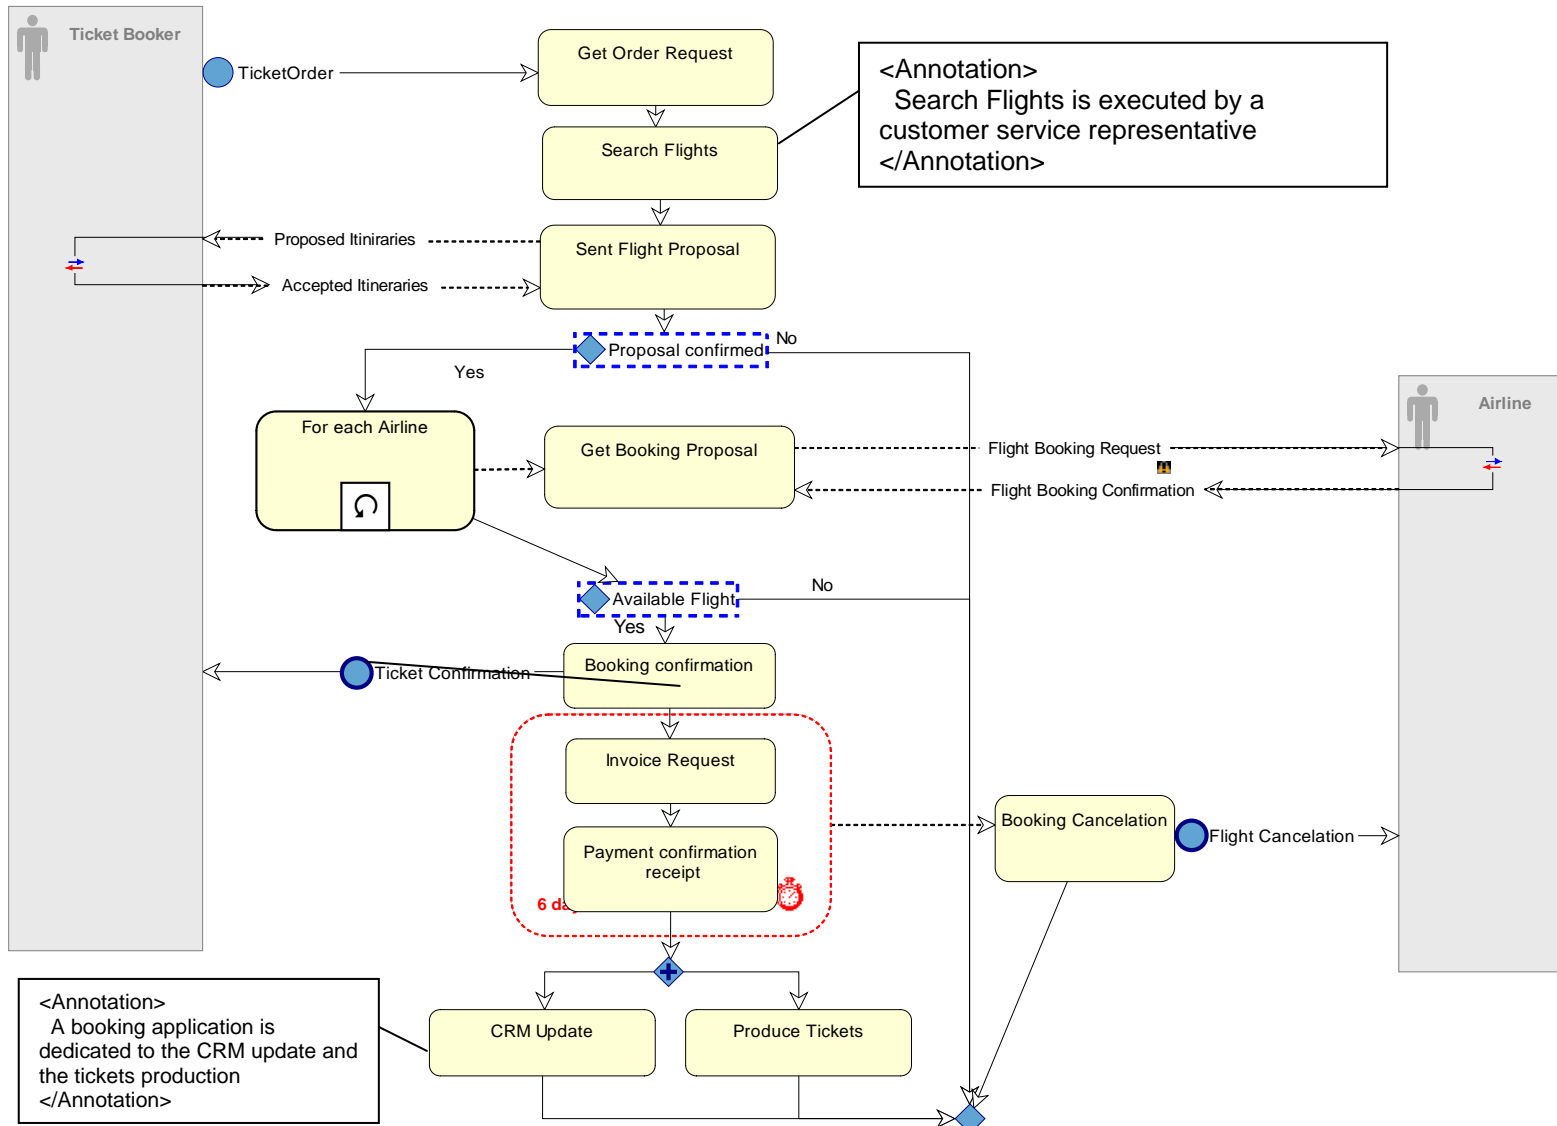 Ticket Booker
TicketOrder
Get Order Request
<Annotation>
Search Flights is executed by a
customer service representative
</Annotation>
Search Flights
Proposed Itiniraries
Sent Flight Proposal
Accepted Itineraries
No
Proposal confirmed
Yes
Airline
For each Airline
Get Booking Proposal
Flight Booking Request
Flight Booking Confirmation
No
Available Flight
Yes
Booking confirmation
Ticket Confirmation
Invoice Request
Booking Cancelation
Flight Cancelation
Payment confirmation
receipt
6
<Annotation>
A booking application is
dedicated to the CRM update and
the tickets production
</Annotation>
CRM Update
Produce Tickets